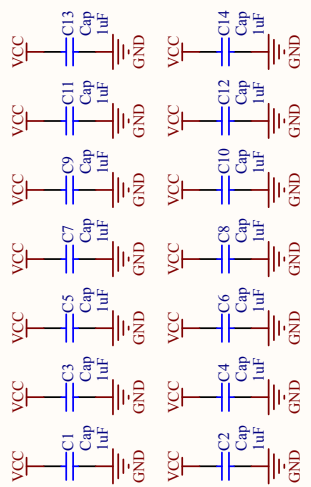 VCC VCC VCC VCC VCC VCC VCC
C1 C3 C5 C7 C9 C11 C13
Cap Cap Cap Cap Cap Cap Cap
1uF 1uF 1uF 1uF 1uF 1uF 1uF
GND GND GND GND GND GND GND
VCC VCC VCC VCC VCC VCC VCC
C2 C4 C6 C8 C10 C12 C14
Cap Cap Cap Cap Cap Cap Cap
1uF 1uF 1uF 1uF 1uF 1uF 1uF
GND GND GND GND GND GND GND